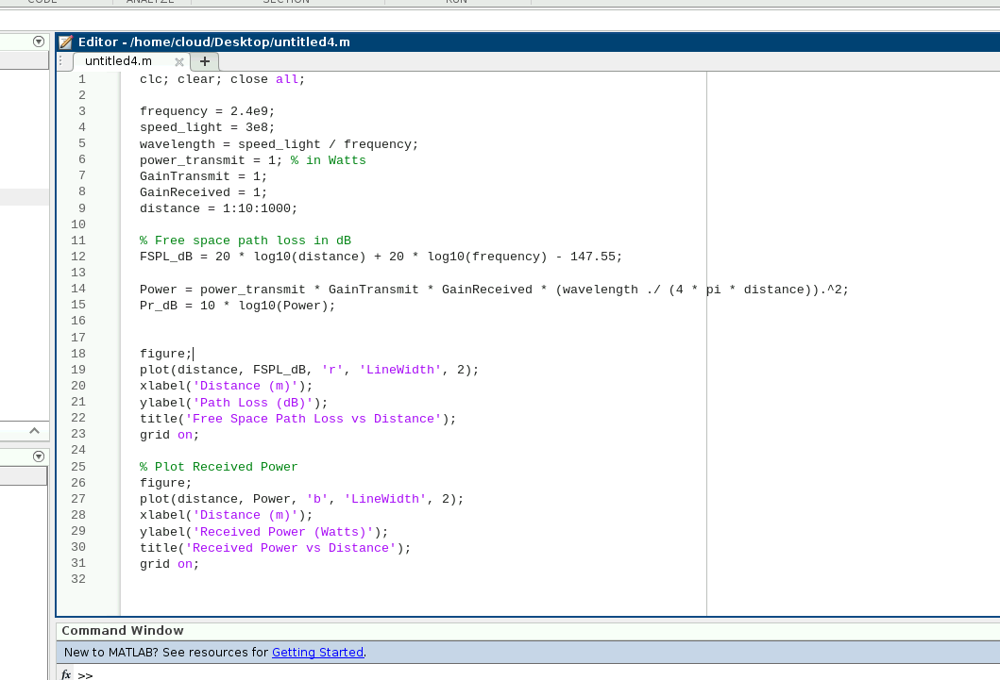 CODE ANALYZE SECTION RUN
Editor - /home/cloud/Desktop/untitled4.m
untitled4.m × +
1 clc; clear; close all;
2
3 frequency = 2.4e9;
4 speed_light = 3e8;
5 wavelength = speed_light / frequency;
6 power_transmit = 1; % in Watts
7 GainTransmit = 1;
8 GainReceived = 1;
9 distance = 1:10:1000;
10
11 % Free space path loss in dB
12 FSPL_dB = 20 * log10(distance) + 20 * log10(frequency) - 147.55;
13
14 Power = power_transmit * GainTransmit * GainReceived * (wavelength ./ (4 * pi * distance)).^2;
15 Pr_dB = 10 * log10(Power);
16
17
18 figure;
19 plot(distance, FSPL_dB, 'r', 'LineWidth', 2);
20 xlabel('Distance (m)');
21 ylabel('Path Loss (dB)');
22 title('Free Space Path Loss vs Distance');
23 grid on;
24
25 % Plot Received Power
26 figure;
27 plot(distance, Power, 'b', 'LineWidth', 2);
28 xlabel('Distance (m)');
29 ylabel('Received Power (Watts)');
30 title('Received Power vs Distance');
31 grid on;
32
Command Window
New to MATLAB? See resources for Getting Started.
fx >>